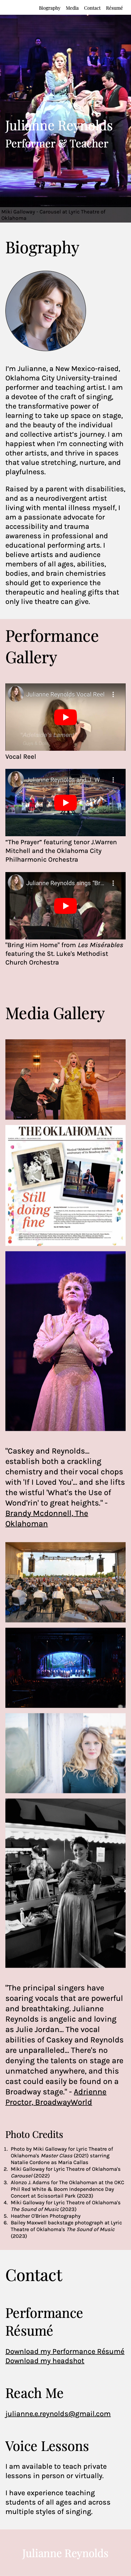 Biography Media Contact Résumé
Julianne Reynolds
Performer & Teacher
Miki Galloway - Carousel at Lyric Theatre of
Oklahoma
Biography
I'm Julianne, a New Mexico-raised,
Oklahoma City University-trained
performer and teaching artist. I am
a devotee of the craft of singing,
the transformative power of
learning to take up space on stage,
and the beauty of the individual
and collective artist's journey. I am
happiest when I'm connecting with
other artists, and thrive in spaces
that value stretching, nurture, and
playfulness.
Raised by a parent with disabilities,
and as a neurodivergent artist
living with mental illness myself, I
am a passionate advocate for
accessibility and trauma
awareness in professional and
educational performing arts. I
believe artists and audience
members of all ages, abilities,
bodies, and brain chemistries
should get to experience the
therapeutic and healing gifts that
only live theatre can give.
Performance
Gallery
Julianne Reynolds Vocal Reel
Vocal Reel
"The Prayer" featuring tenor J.Warren
Mitchell and the Oklahoma City
Philharmonic Orchestra
Julianne Reynolds sings "Br...
"Bring Him Home" from Les Misérables
featuring the St. Luke's Methodist
Church Orchestra
Media Gallery
THE OKLAHOMAN
Still
doing
fine
"Caskey and Reynolds...
establish both a crackling
chemistry and their vocal chops
with 'If I Loved You'... and she lifts
the wistful 'What's the Use of
Wond'rin' to great heights." -
Brandy Mcdonnell, The
Oklahoman
"The principal singers have
soaring vocals that are powerful
and breathtaking. Julianne
Reynolds is angelic and loving
as Julie Jordan... The vocal
abilities of Caskey and Reynolds
are unparalleled... There's no
denying the talents on stage are
unmatched anywhere, and this
cast could easily be found on a
Broadway stage." - Adrienne
Proctor, BroadwayWorld
Photo Credits
1. Photo by Miki Galloway for Lyric Theatre of
Oklahoma's Master Class (2021) starring
Natalie Cordone as Maria Callas
2. Miki Galloway for Lyric Theatre of Oklahoma's
Carousel (2022)
3. Alonzo J. Adams for The Oklahoman at the OKC
Phil Red White & Boom Independence Day
Concert at Scissortail Park (2023)
4. Miki Galloway for Lyric Theatre of Oklahoma's
The Sound of Music (2023)
5. Heather O'Brien Photography
6. Bailey Maxwell backstage photograph at Lyric
Theatre of Oklahoma's The Sound of Music
(2023)
Contact
Performance
Résumé
Download my Performance Résumé
Download my headshot
Reach Me
julianne.e.reynolds@gmail.com
Voice Lessons
I am available to teach private
lessons in person or virtually.
I have experience teaching
students of all ages and across
multiple styles of singing.
Julianne Reynolds